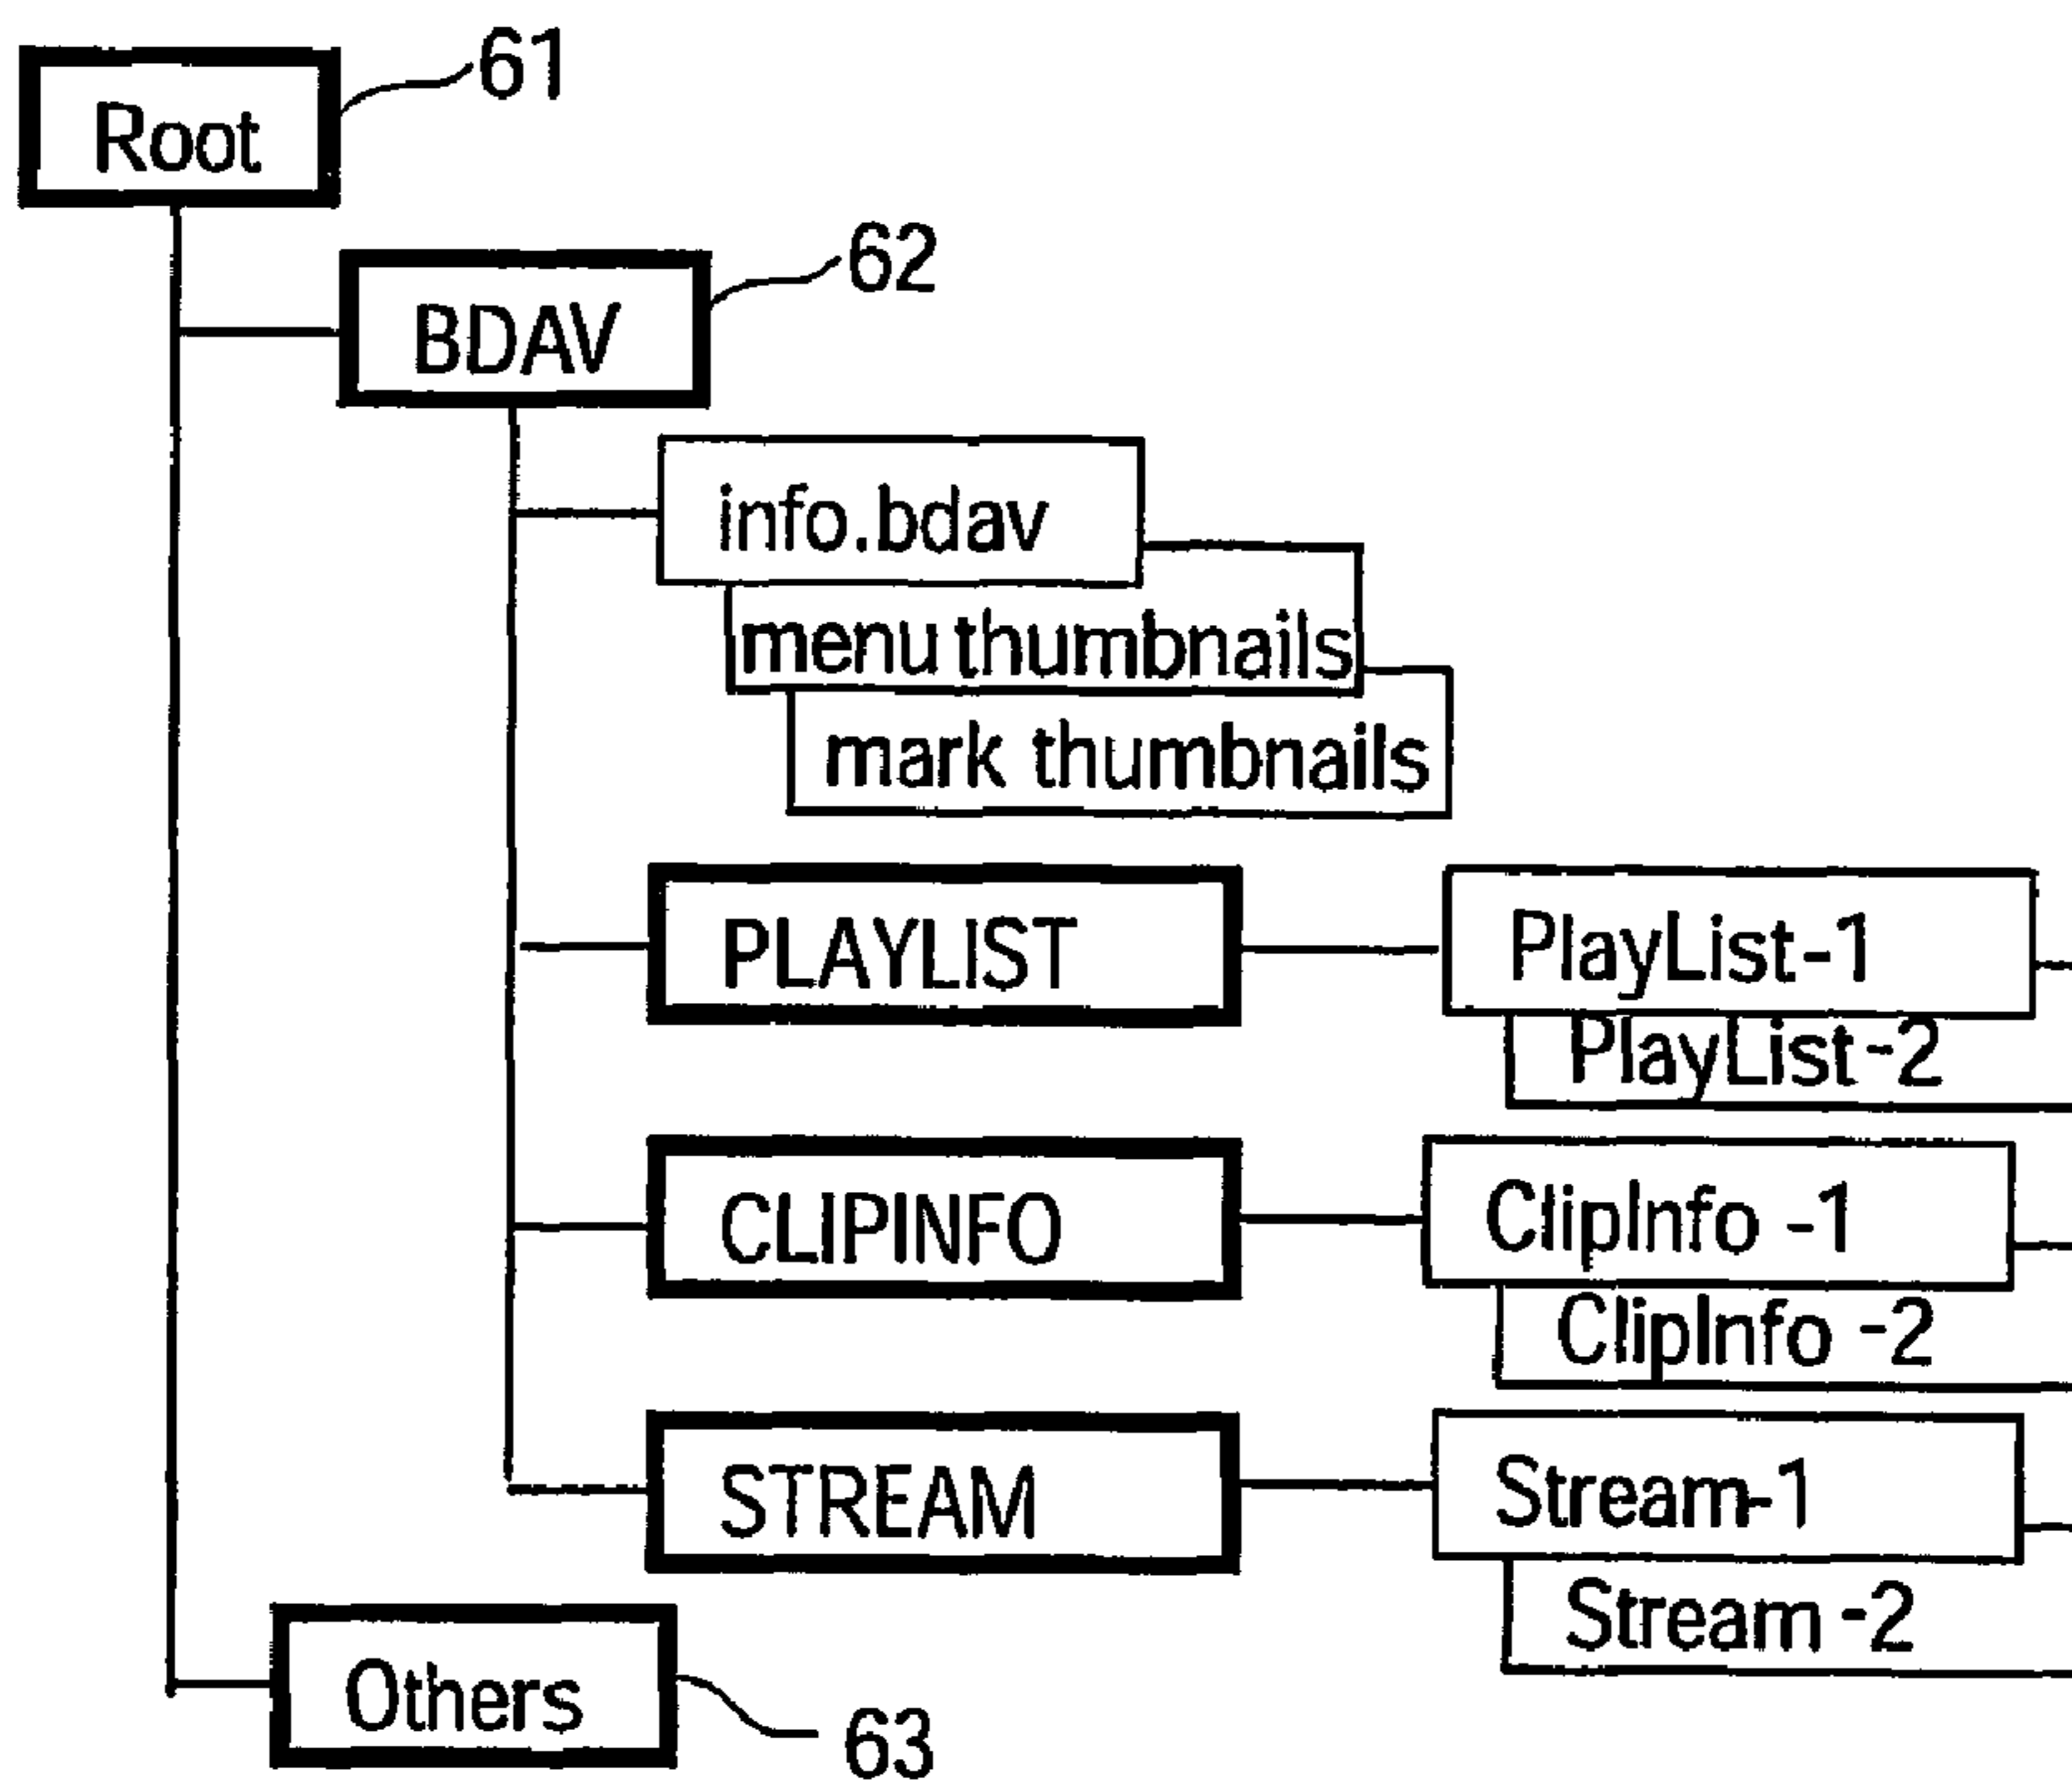 Root
61
BDAV
62
info.bdav
menu thumbnails
mark thumbnails
PLAYLIST
PlayList-1
PlayList-2
CLIPINFO
ClipInfo -1
ClipInfo -2
STREAM
Stream-1
Stream -2
Others
63